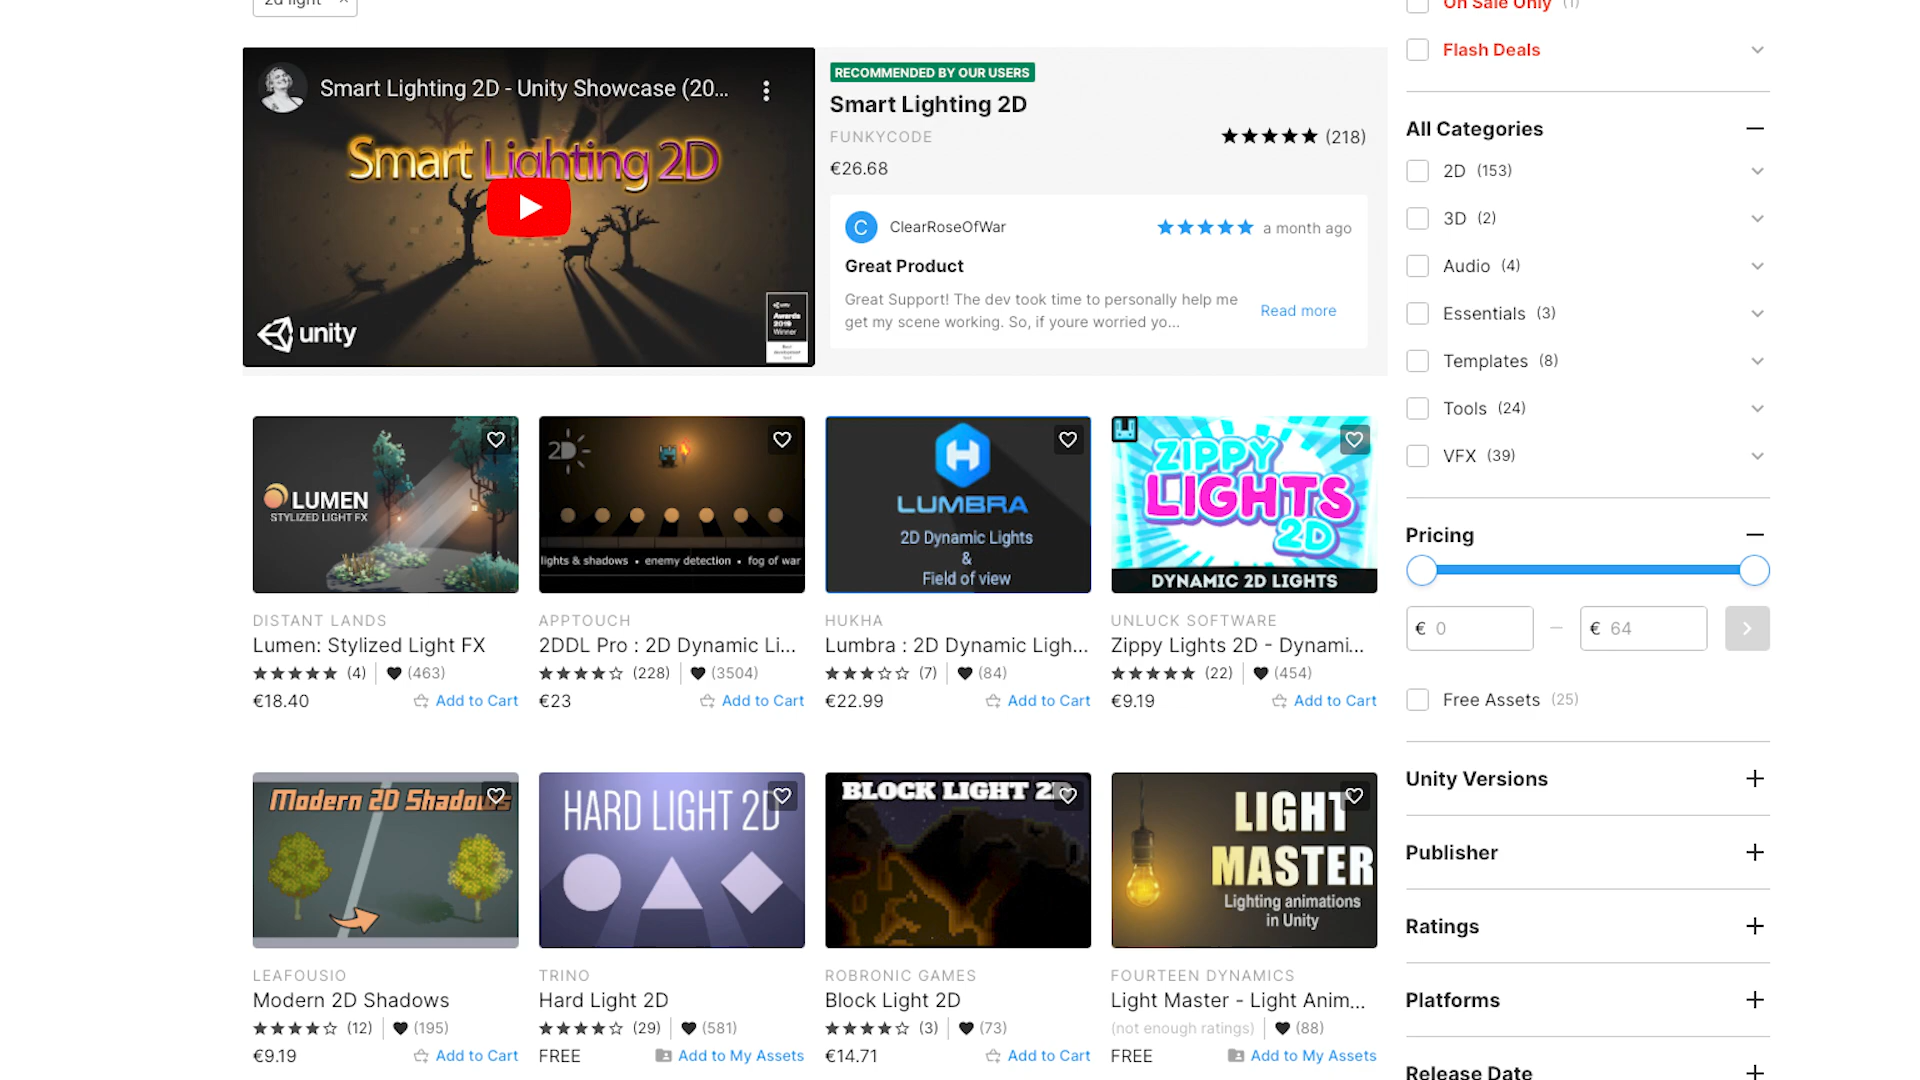 2d light
On Sale Only (1)
Flash Deals
Smart Lighting 2D - Unity Showcase (20...
Smart Lighting 2D
unity
Awards
2019
Winner
RECOMMENDED BY OUR USERS
Smart Lighting 2D
FUNKYCODE
(218)
€26.68
C
ClearRoseOfWar
a month ago
Great Product
Great Support! The dev took time to personally help me
get my scene working. So, if youre worried yo...
Read more
All Categories
2D (153)
3D (2)
Audio (4)
Essentials (3)
Templates (8)
Tools (24)
VFX (39)
Pricing
€ 0
€ 64
Free Assets (25)
Unity Versions
Publisher
Ratings
Platforms
Release Date
LUMEN
STYLIZED LIGHT FX
DISTANT LANDS
Lumen: Stylized Light FX
(4) (463)
€18.40 Add to Cart
2D
lights & shadows • enemy detection • fog of war
APPTOUCH
2DDL Pro : 2D Dynamic Li...
(228) (3504)
€23 Add to Cart
LUMBRA
2D Dynamic Lights
&
Field of view
HUKHA
Lumbra : 2D Dynamic Ligh...
(7) (84)
€22.99 Add to Cart
ZIPPY
LIGHTS
2D
DYNAMIC 2D LIGHTS
UNLUCK SOFTWARE
Zippy Lights 2D - Dynami...
(22) (454)
€9.19 Add to Cart
Modern 2D Shadows
LEAFOUSIO
Modern 2D Shadows
(12) (195)
€9.19 Add to Cart
HARD LIGHT 2D
TRINO
Hard Light 2D
(29) (581)
FREE Add to My Assets
BLOCK LIGHT 2D
ROBRONIC GAMES
Block Light 2D
(3) (73)
€14.71 Add to Cart
LIGHT
MASTER
Lighting animations
in Unity
FOURTEEN DYNAMICS
Light Master - Light Anim...
(not enough ratings) (88)
FREE Add to My Assets